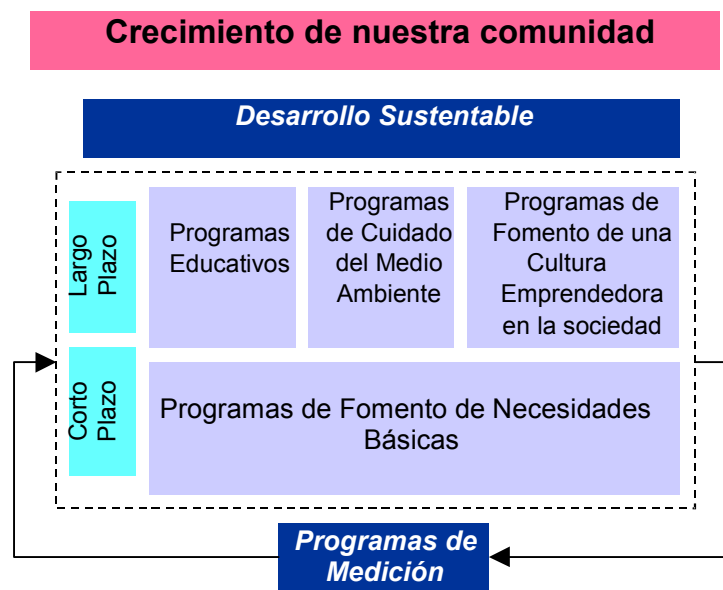 Crecimiento de nuestra comunidad
Desarrollo Sustentable
Largo
Plazo
Programas
Educativos
Programas
de Cuidado
del Medio
Ambiente
Programas de
Fomento de una
Cultura
Emprendedora
en la sociedad
Corto
Plazo
Programas de Fomento de Necesidades
Básicas
Programas de
Medición